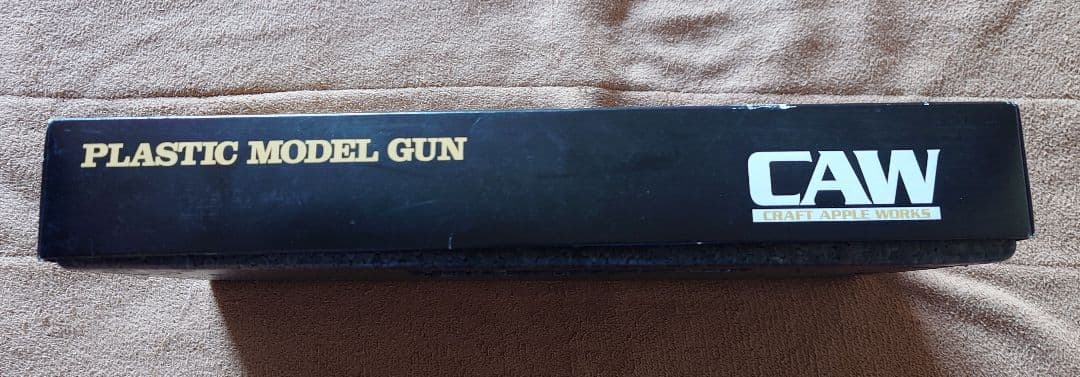 PLASTIC MODEL GUN
CAW
CRAFT APPLE WORKS